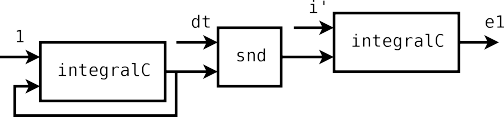 1
integralC
dt
snd
i'
integralC
e1